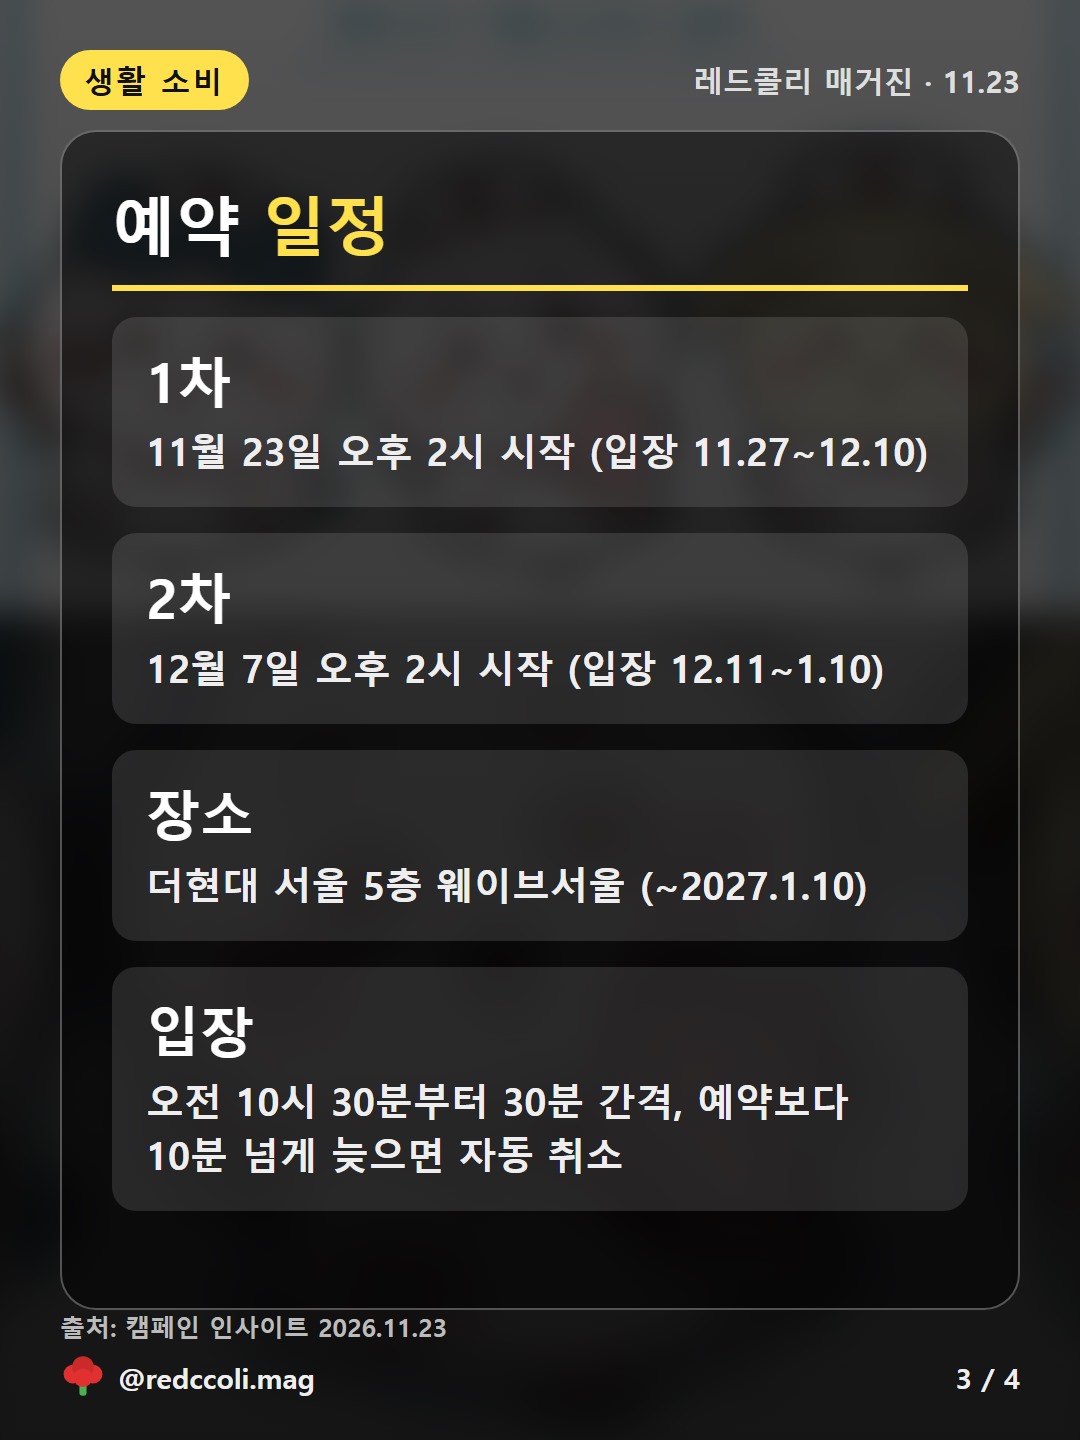 생활 소비
레드콜리 매거진 · 11.23
예약 일정
1차
11월 23일 오후 2시 시작 (입장 11.27~12.10)
2차
12월 7일 오후 2시 시작 (입장 12.11~1.10)
장소
더현대 서울 5층 웨이브서울 (~2027.1.10)
입장
오전 10시 30분부터 30분 간격, 예약보다
10분 넘게 늦으면 자동 취소
출처: 캠페인 인사이트 2026.11.23
@redccoli.mag
3 / 4